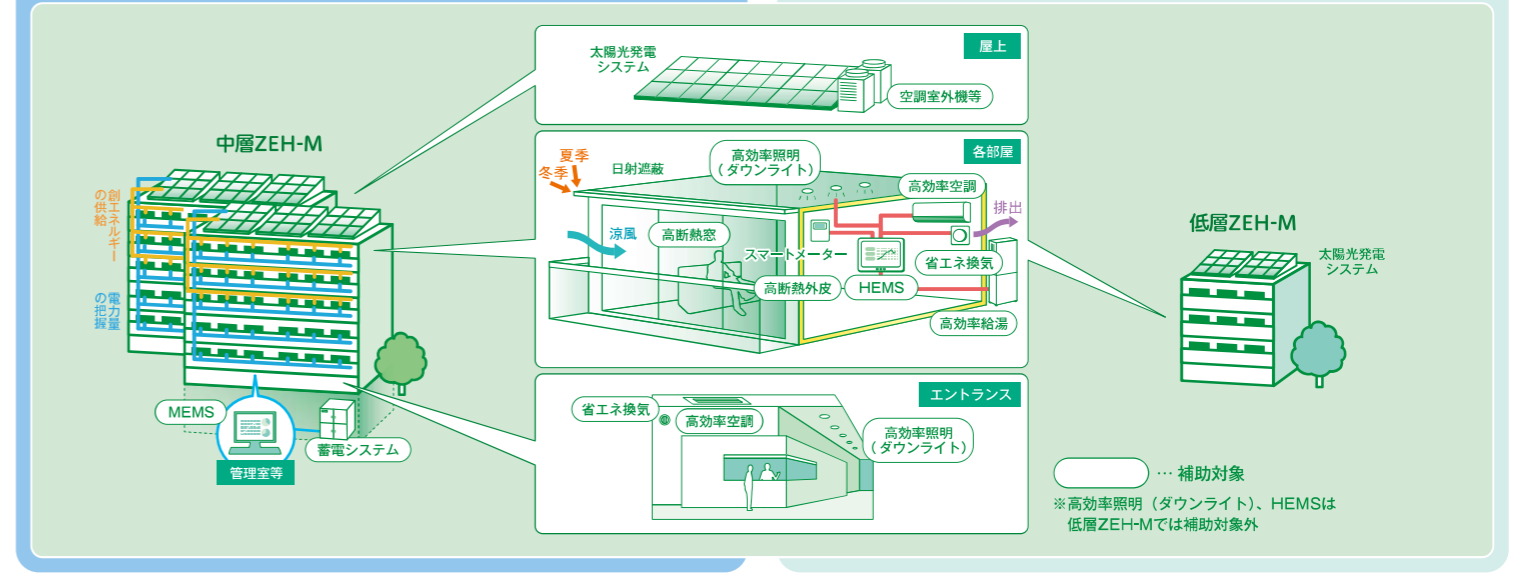 中層ZEH-M
創エネルギー
の供給
電力量
の把握
MEMS
蓄電システム
管理室等
屋上
太陽光発電
システム
空調室外機等
各部屋
夏季
冬季
日射遮蔽
高効率照明
（ダウンライト）
高効率空調
排出
涼風
高断熱窓
スマートメーター
省エネ換気
高断熱外皮
HEMS
高効率給湯
エントランス
省エネ換気
高効率空調
高効率照明
（ダウンライト）
低層ZEH-M
太陽光発電
システム
… 補助対象
※高効率照明（ダウンライト）、HEMSは
低層ZEH-Mでは補助対象外